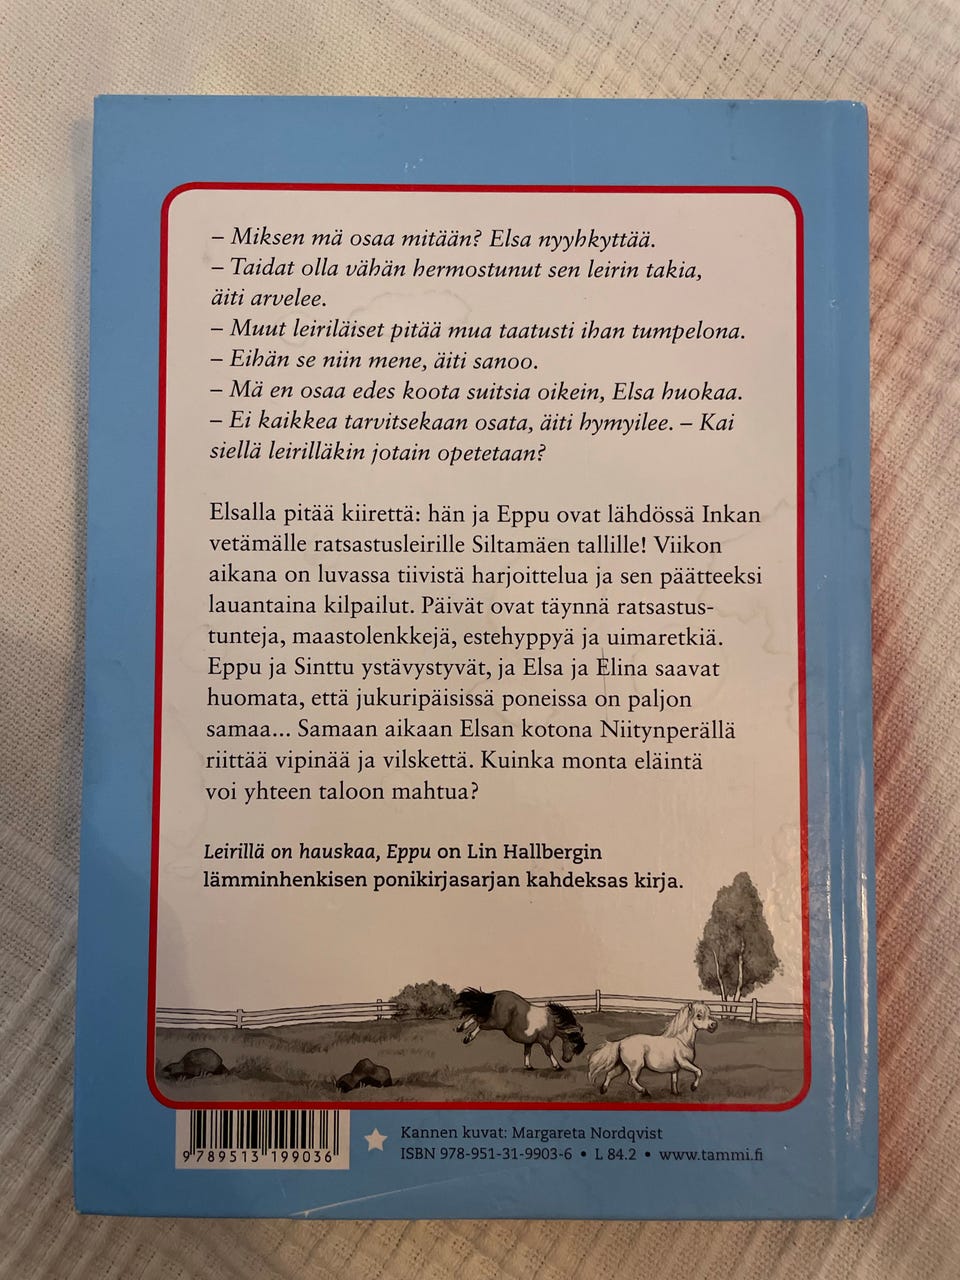 – Miksen mä osaa mitään? Elsa nyyhkyttää.
– Taidat olla vähän hermostunut sen leirin takia,
äiti arvelee.
– Muut leiriläiset pitää mua taatusti ihan tumpelona.
– Eihän se niin mene, äiti sanoo.
– Mä en osaa edes koota suitsia oikein, Elsa huokaa.
– Ei kaikkea tarvitsekaan osata, äiti hymyilee. – Kai
siellä leirilläkin jotain opetetaan?
Elsalla pitää kiirettä: hän ja Eppu ovat lähdössä Inkan
vetämälle ratsastusleirille Siltamäen tallille! Viikon
aikana on luvassa tiivistä harjoittelua ja sen päätteeksi
lauantaina kilpailut. Päivät ovat täynnä ratsastus-
tunteja, maastolenkkejä, estehyppyä ja uimaretkiä.
Eppu ja Sinttu ystävystyvät, ja Elsa ja Elina saavat
huomata, että jukuripäisissä poneissa on paljon
samaa... Samaan aikaan Elsan kotona Niitynperällä
riittää vipinää ja vilskettä. Kuinka monta eläintä
voi yhteen taloon mahtua?
Leirillä on hauskaa, Eppu on Lin Hallbergin
lämminhenkisen ponikirjasarjan kahdeksas kirja.
Kannen kuvat: Margareta Nordqvist
ISBN 978-951-31-9903-6 • L 84.2 • www.tammi.fi
9 789513 199036